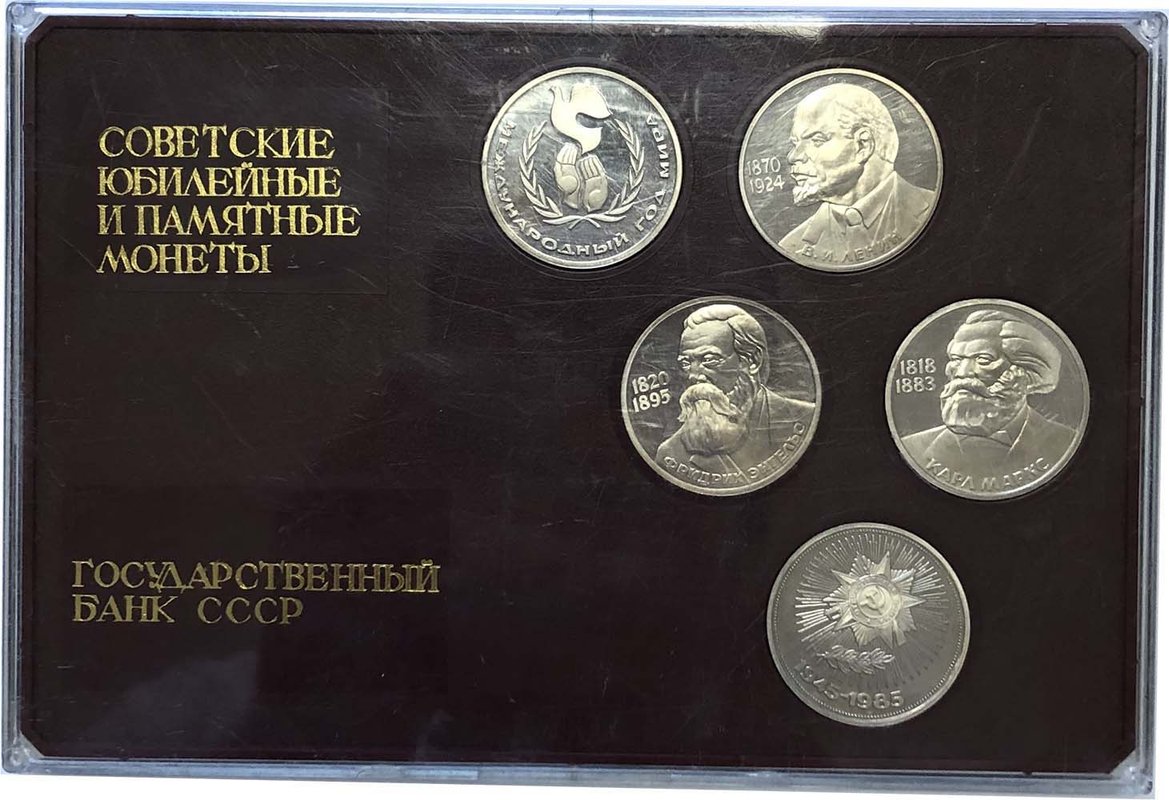 СОВЕТСКИЕ
ЮБИЛЕЙНЫЕ
И ПАМЯТНЫЕ
МОНЕТЫ
МЕЖДУНАРОДНЫЙ ГОД МИРА
1870
1924
В. И. ЛЕНИН
1820
1895
ФРИДРИХ ЭНГЕЛЬС
1818
1883
КАРЛ МАРКС
1945-1985
ГОСУДАРСТВЕННЫЙ
БАНК СССР